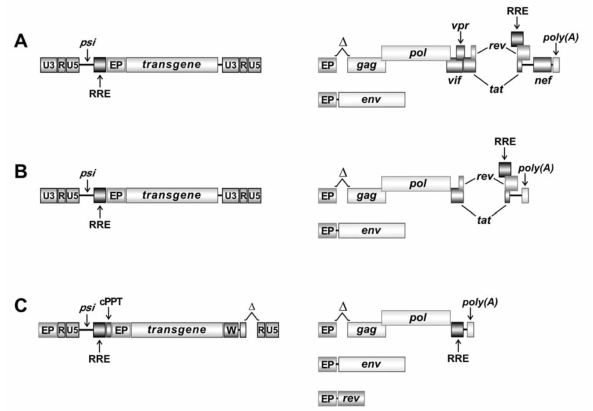 A
psi
U3 R U5 EP transgene U3 R U5
RRE
RRE
Δ vpr rev poly(A)
EP gag pol vif tat nef
EP env
B
psi
U3 R U5 EP transgene U3 R U5
RRE
RRE
Δ rev poly(A)
EP gag pol tat
EP env
C
psi cPPT Δ
EP R U5 EP transgene W R U5
RRE
Δ poly(A)
EP gag pol
RRE
EP env
EP rev